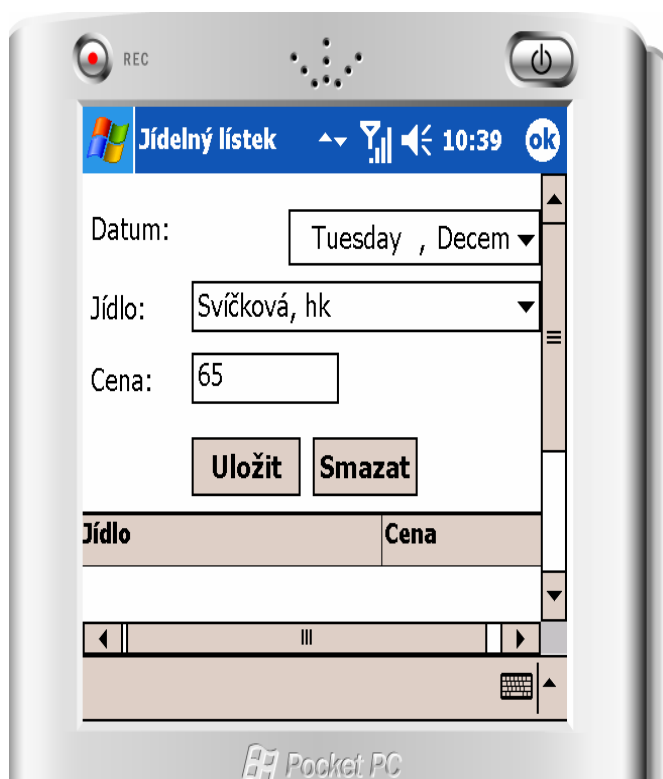 REC
Jídelný lístek 10:39 ok
Datum: Tuesday , Decem
Jídlo: Svíčková, hk
Cena: 65
Uložit Smazat
Jídlo Cena
Pocket PC